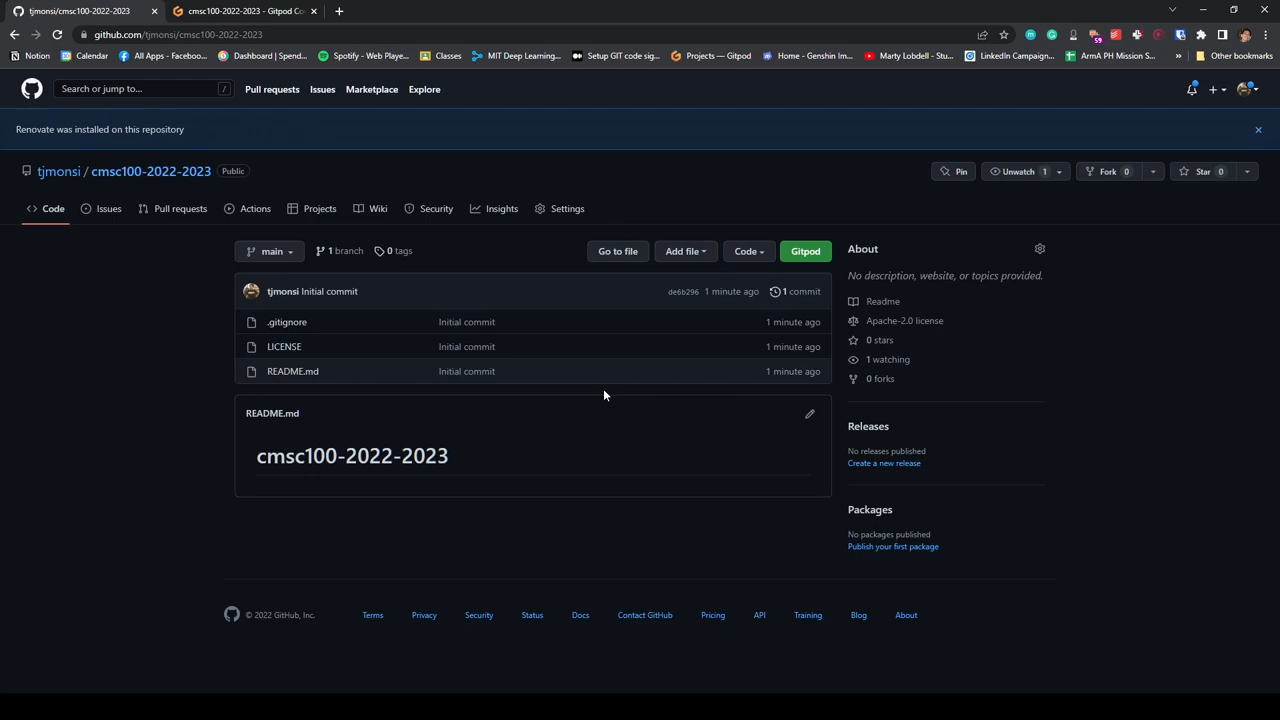 tjmonsi/cmsc100-2022-2023
cmsc100-2022-2023 - Gitpod Co
github.com/tjmonsi/cmsc100-2022-2023
59
Notion
Calendar
All Apps - Faceboo...
Dashboard | Spend...
Spotify - Web Playe...
Classes
MIT Deep Learning...
Setup GIT code sig...
Projects — Gitpod
Home - Genshin Im...
Marty Lobdell - Stu...
LinkedIn Campaign...
ArmA PH Mission S...
»
Other bookmarks
Search or jump to...
/
Pull requests
Issues
Marketplace
Explore
Renovate was installed on this repository
tjmonsi / cmsc100-2022-2023
Public
Pin
Unwatch 1
Fork 0
Star 0
Code
Issues
Pull requests
Actions
Projects
Wiki
Security
Insights
Settings
main
1 branch
0 tags
Go to file
Add file
Code
Gitpod
tjmonsi Initial commit
de6b296 1 minute ago
1 commit
.gitignore
Initial commit
1 minute ago
LICENSE
Initial commit
1 minute ago
README.md
Initial commit
1 minute ago
README.md
cmsc100-2022-2023
About
No description, website, or topics provided.
Readme
Apache-2.0 license
0 stars
1 watching
0 forks
Releases
No releases published
Create a new release
Packages
No packages published
Publish your first package
© 2022 GitHub, Inc.
Terms
Privacy
Security
Status
Docs
Contact GitHub
Pricing
API
Training
Blog
About